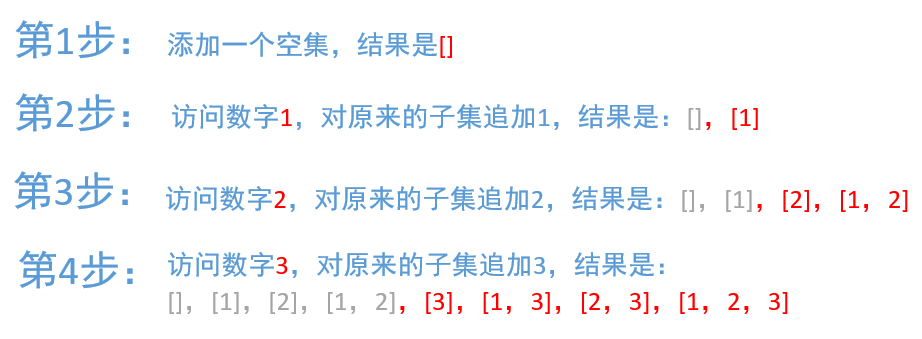 第1步： 添加一个空集，结果是[]
第2步： 访问数字1，对原来的子集追加1，结果是：[]，[1]
第3步： 访问数字2，对原来的子集追加2，结果是：[]，[1]，[2]，[1，2]
第4步： 访问数字3，对原来的子集追加3，结果是：
[]，[1]，[2]，[1，2]，[3]，[1，3]，[2，3]，[1，2，3]